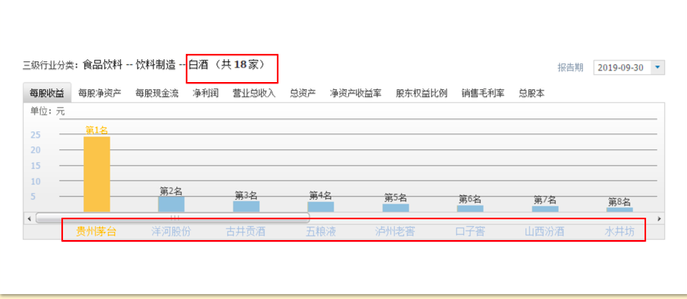 三级行业分类: 食品饮料 -- 饮料制造 -- 白酒 (共 18 家)
报告期 2019-09-30
每股收益 每股净资产 每股现金流 净利润 营业总收入 总资产 净资产收益率 股东权益比例 销售毛利率 总股本
单位: 元
25
20
15
10
5
第1名 第2名 第3名 第4名 第5名 第6名 第7名 第8名
贵州茅台 洋河股份 古井贡酒 五粮液 泸州老窖 口子窖 山西汾酒 水井坊